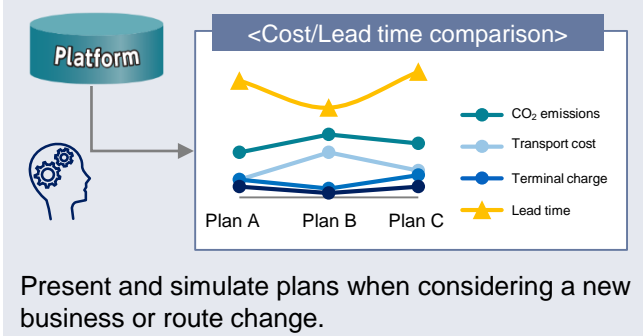 <Cost/Lead time comparison>
Platform
CO₂ emissions
Transport cost
Terminal charge
Lead time
Plan A Plan B Plan C
Present and simulate plans when considering a new
business or route change.